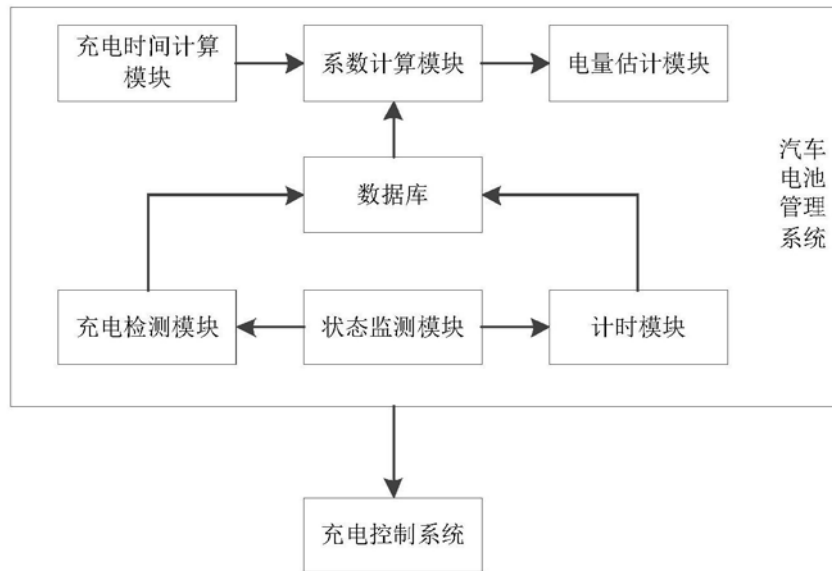 充电时间计算
模块
系数计算模块
电量估计模块
数据库
汽车
电池
管理
系统
充电检测模块
状态监测模块
计时模块
充电控制系统